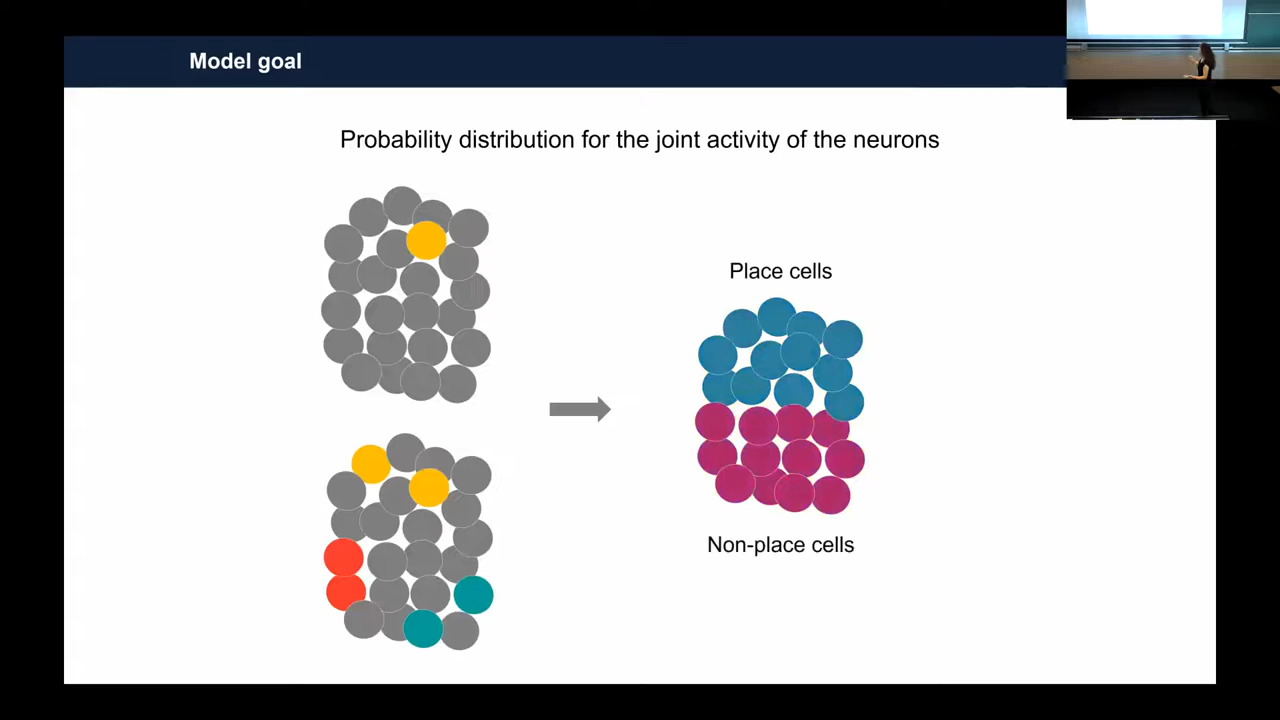 Model goal
Probability distribution for the joint activity of the neurons
Place cells
Non-place cells